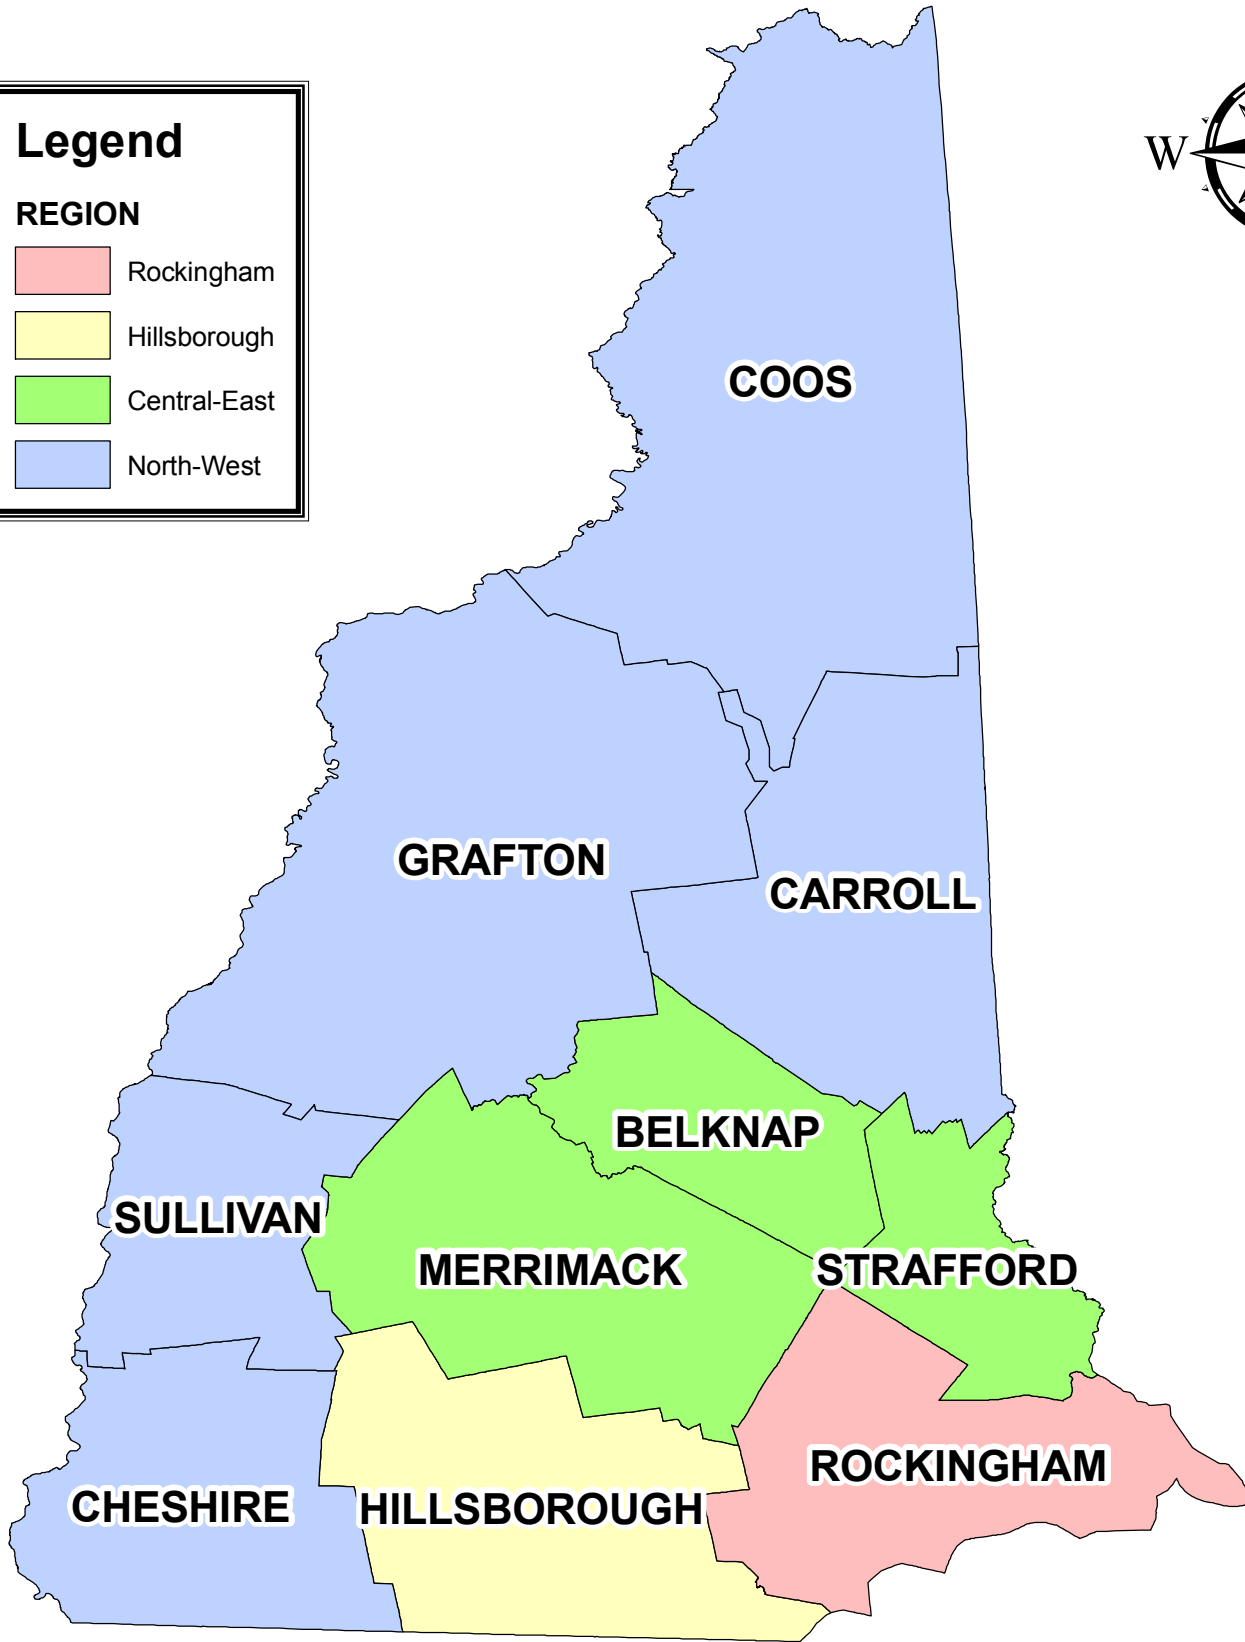 Legend
REGION
Rockingham
Hillsborough
Central-East
North-West
W
COOS
GRAFTON
CARROLL
BELKNAP
SULLIVAN
MERRIMACK
STRAFFORD
ROCKINGHAM
CHESHIRE
HILLSBOROUGH